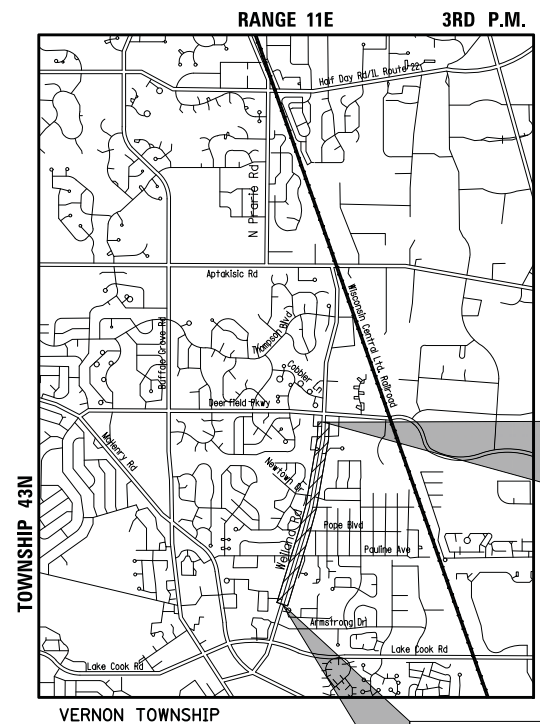 RANGE 11E 3RD P.M.
Half Day Rd/IL Route 22
N Prarie Rd
Aptakisic Rd
Wisconsin Central Ltd. Railroad
Thompson Blvd
Buffalo Grove Rd
Cobbler Ln
Deerfield Pkwy
McHenry Rd
Newtown Dr
TOWNSHIP 43N
Weiland Rd
Pope Blvd
Pauline Ave
Armstrong Dr
Lake Cook Rd
Lake Cook Rd
VERNON TOWNSHIP